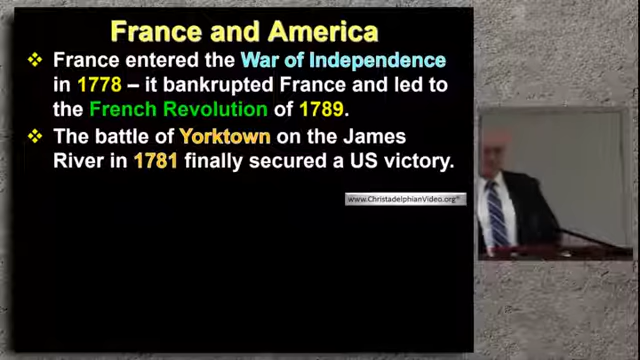 France and America
France entered the War of Independence
in 1778 – it bankrupted France and led to
the French Revolution of 1789.
The battle of Yorktown on the James
River in 1781 finally secured a US victory.
www.ChristadelphianVideo.org